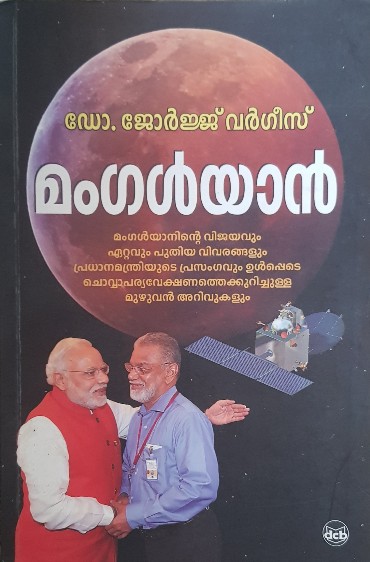 ഡോ. ജോർജ്ജ് വർഗീസ്
മംഗൾയാൻ
മംഗൾയാനിന്റെ വിജയവും
ഏറ്റവും പുതിയ വിവരങ്ങളും
പ്രധാനമന്ത്രിയുടെ പ്രസംഗവും ഉൾപ്പെടെ
ചൊവ്വാപര്യവേക്ഷണത്തെക്കുറിച്ചുള്ള
മുഴുവൻ അറിവുകളും
dcb